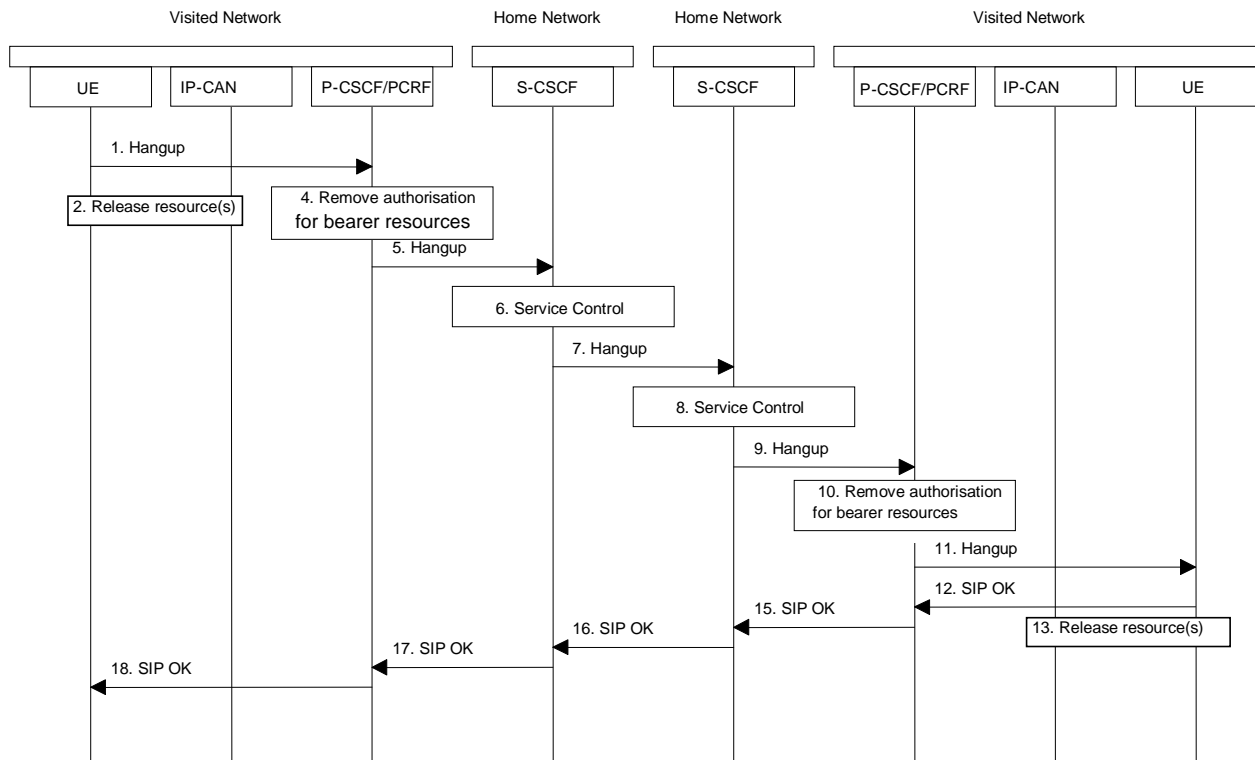 Visited Network
Home Network
Home Network
Visited Network
UE
IP-CAN
P-CSCF/PCRF
S-CSCF
S-CSCF
P-CSCF/PCRF
IP-CAN
UE
1. Hangup
2. Release resource(s)
4. Remove authorisation
for bearer resources
5. Hangup
6. Service Control
7. Hangup
8. Service Control
9. Hangup
10. Remove authorisation
for bearer resources
11. Hangup
12. SIP OK
13. Release resource(s)
15. SIP OK
16. SIP OK
17. SIP OK
18. SIP OK